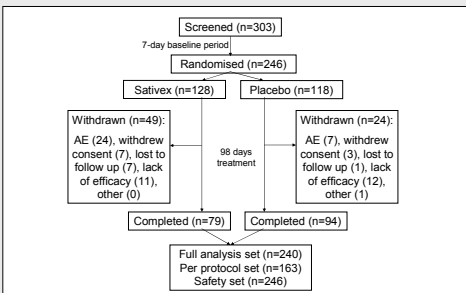 Screened (n=303)
7-day baseline period
Randomised (n=246)
Sativex (n=128)
Placebo (n=118)
Withdrawn (n=49):
AE (24), withdrew
consent (7), lost to
follow up (7), lack
of efficacy (11),
other (0)
98 days
treatment
Withdrawn (n=24):
AE (7), withdrew
consent (3), lost to
follow up (1), lack
of efficacy (12),
other (1)
Completed (n=79)
Completed (n=94)
Full analysis set (n=240)
Per protocol set (n=163)
Safety set (n=246)